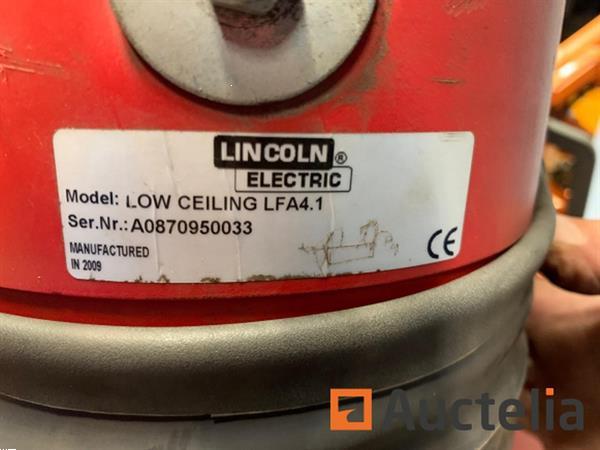 LINCOLN ®
ELECTRIC
Model: LOW CEILING LFA4.1
Ser.Nr.: A0870950033
MANUFACTURED
IN 2009
CE
Auctelia